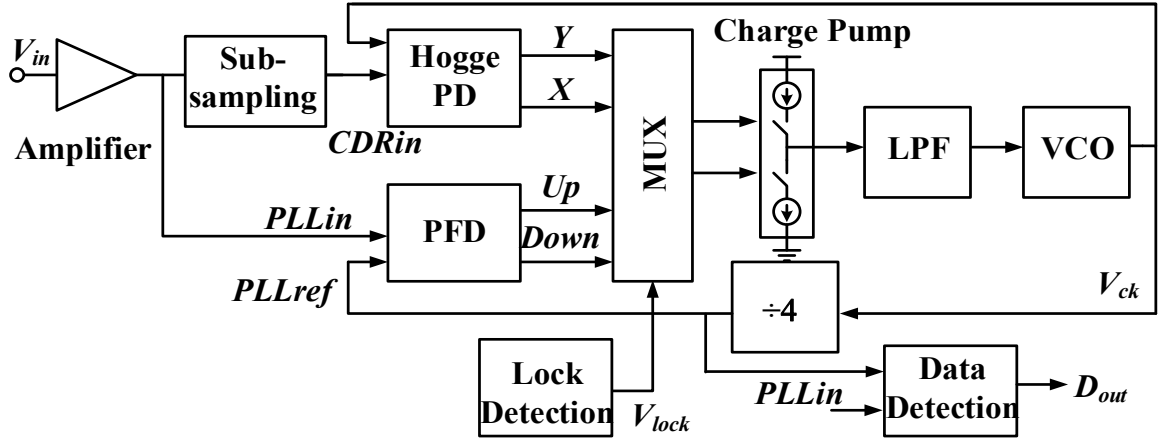 Vin
Amplifier
Sub-
sampling
CDRin
Hogge
PD
Y
X
MUX
Charge Pump
LPF
VCO
PLLin
PLLref
PFD
Up
Down
÷4
Vck
Lock
Detection
Vlock
PLLin
Data
Detection
Dout